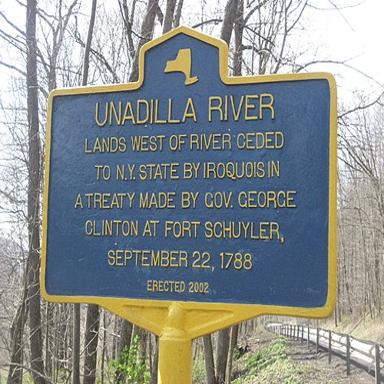 UNADILLA RIVER
LANDS WEST OF RIVER CEDED
TO N.Y. STATE BY IROQUOIS IN
A TREATY MADE BY GOV. GEORGE
CLINTON AT FORT SCHUYLER,
SEPTEMBER 22, 1788
ERECTED 2002